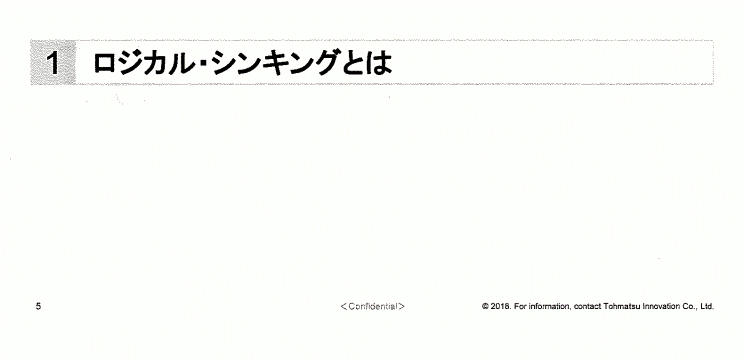 1 ロジカル・シンキングとは
5 <Confidential> © 2018. For information, contact Tohmatsu Innovation Co., Ltd.